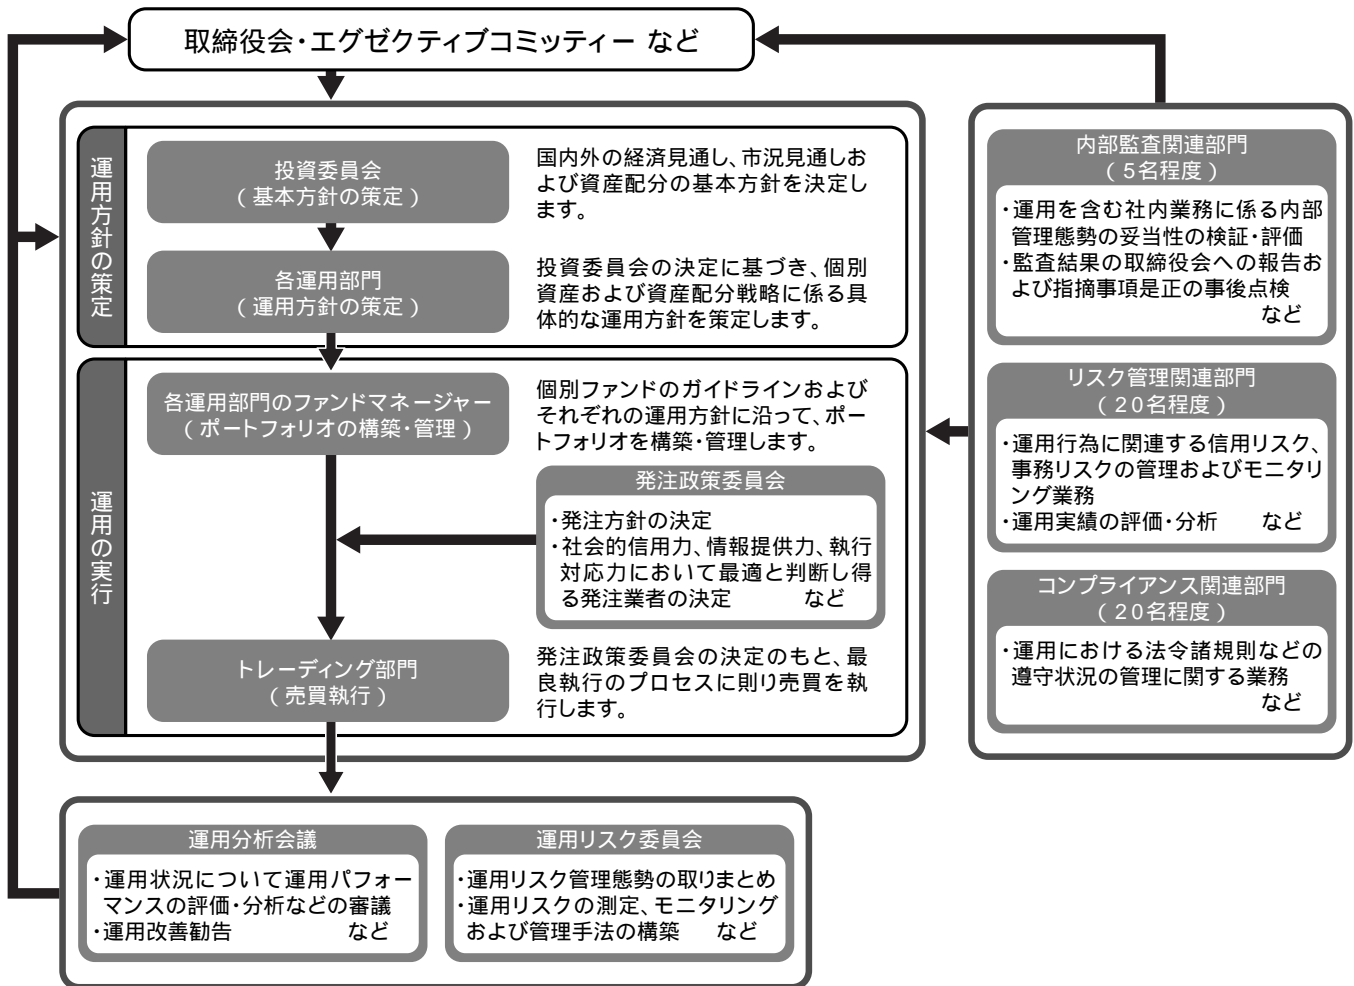 取締役会・エグゼクティブコミッティー など
運用方針の策定
投資委員会
(基本方針の策定)
国内外の経済見通し、市況見通しお
よび資産配分の基本方針を決定し
ます。
各運用部門
(運用方針の策定)
投資委員会の決定に基づき、個別
資産および資産配分戦略に係る具
体的な運用方針を策定します。
運用の実行
各運用部門のファンドマネージャー
(ポートフォリオの構築・管理)
個別ファンドのガイドラインおよび
それぞれの運用方針に沿って、ポー
トフォリオを構築・管理します。
発注政策委員会
・発注方針の決定
・社会的信用力、情報提供力、執行
対応力において最適と判断し得
る発注業者の決定 など
トレーディング部門
(売買執行)
発注政策委員会の決定のもと、最
良執行のプロセスに則り売買を執
行します。
内部監査関連部門
(5名程度)
・運用を含む社内業務に係る内部
管理態勢の妥当性の検証・評価
・監査結果の取締役会への報告お
よび指摘事項是正の事後点検
など
リスク管理関連部門
(20名程度)
・運用行為に関連する信用リスク、
事務リスクの管理およびモニタリ
ング業務
・運用実績の評価・分析 など
コンプライアンス関連部門
(20名程度)
・運用における法令諸規則などの
遵守状況の管理に関する業務
など
運用分析会議
・運用状況について運用パフォー
マンスの評価・分析などの審議
・運用改善勧告 など
運用リスク委員会
・運用リスク管理態勢の取りまとめ
・運用リスクの測定、モニタリング
および管理手法の構築 など